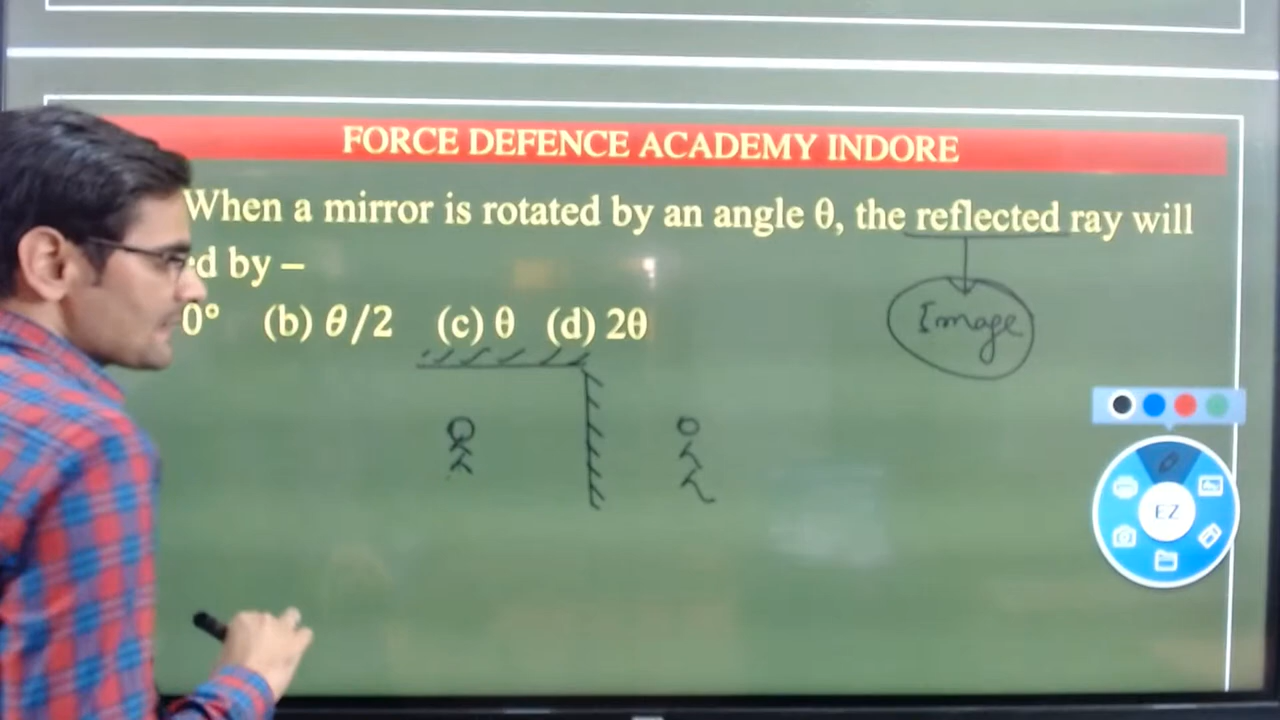 FORCE DEFENCE ACADEMY INDORE
When a mirror is rotated by an angle θ, the reflected ray will
d by –
0° (b) θ/2 (c) θ (d) 2θ
Image
EZ